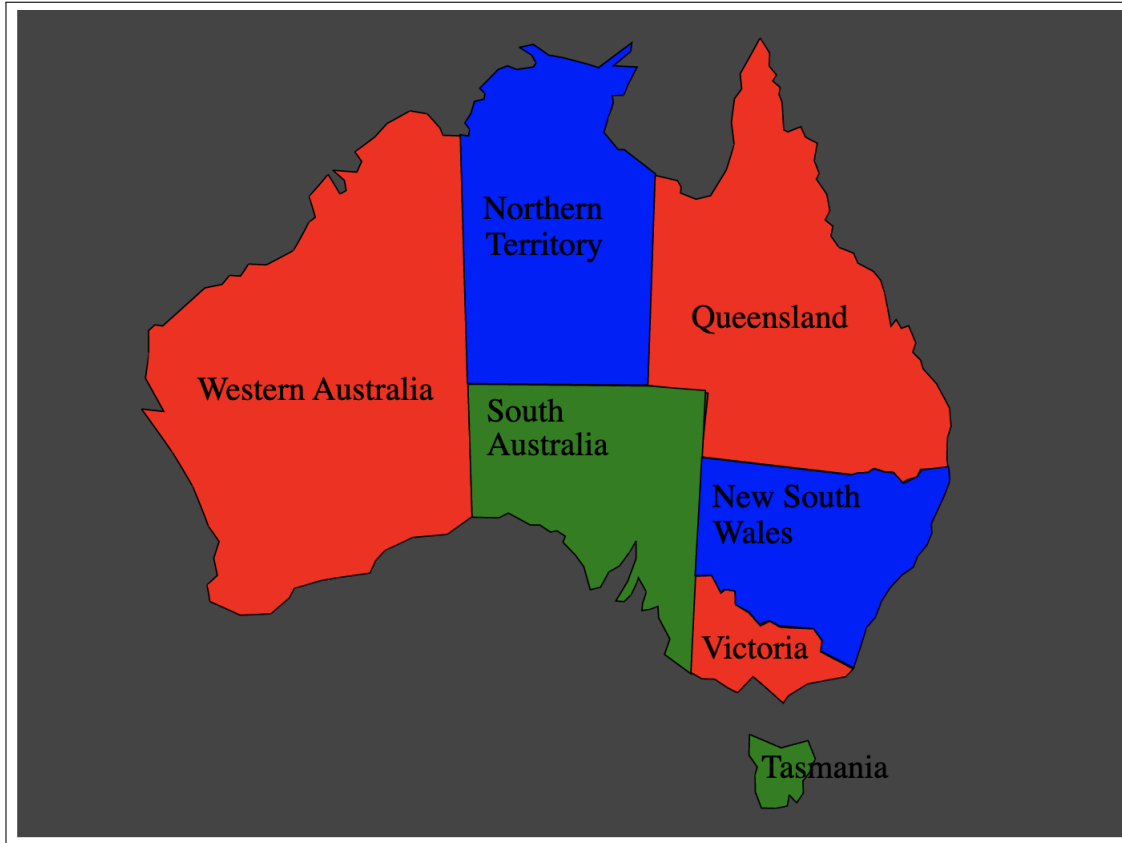 Northern
Territory
Queensland
Western Australia
South
Australia
New South
Wales
Victoria
Tasmania